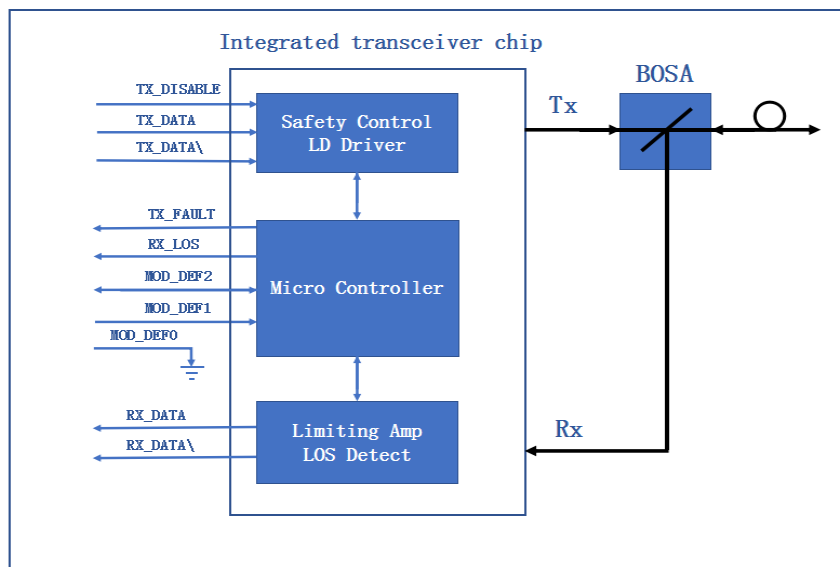 Integrated transceiver chip
BOSA
TX_DISABLE
TX_DATA
TX_DATA\
Safety Control
LD Driver
Tx
TX_FAULT
RX_LOS
MOD_DEF2
MOD_DEF1
MOD_DEF0
Micro Controller
RX_DATA
RX_DATA\
Limiting Amp
LOS Detect
Rx